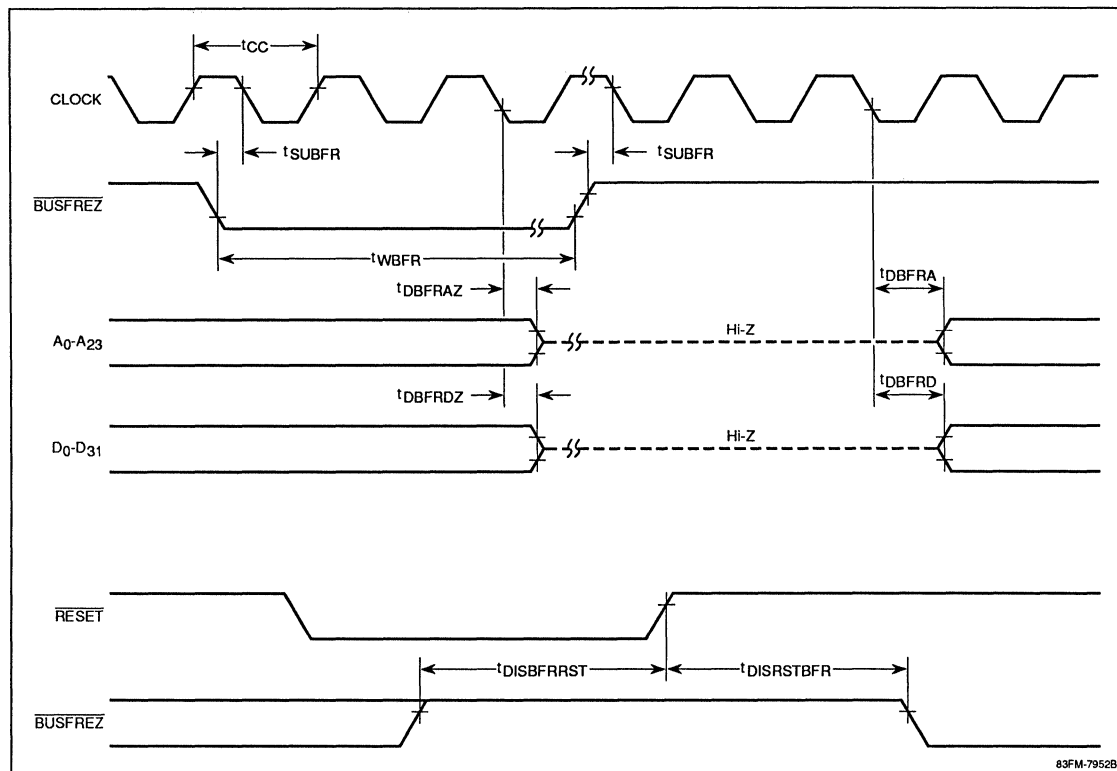 tCC
CLOCK
tSUBFR tSUBFR
BUSFREZ
tWBFR
tDBFRAZ tDBFRA
A0-A23 Hi-Z
tDBFRDZ tDBFRD
D0-D31 Hi-Z
RESET
tDISBFRRST tDISRSTBFR
BUSFREZ
83FM-7952B